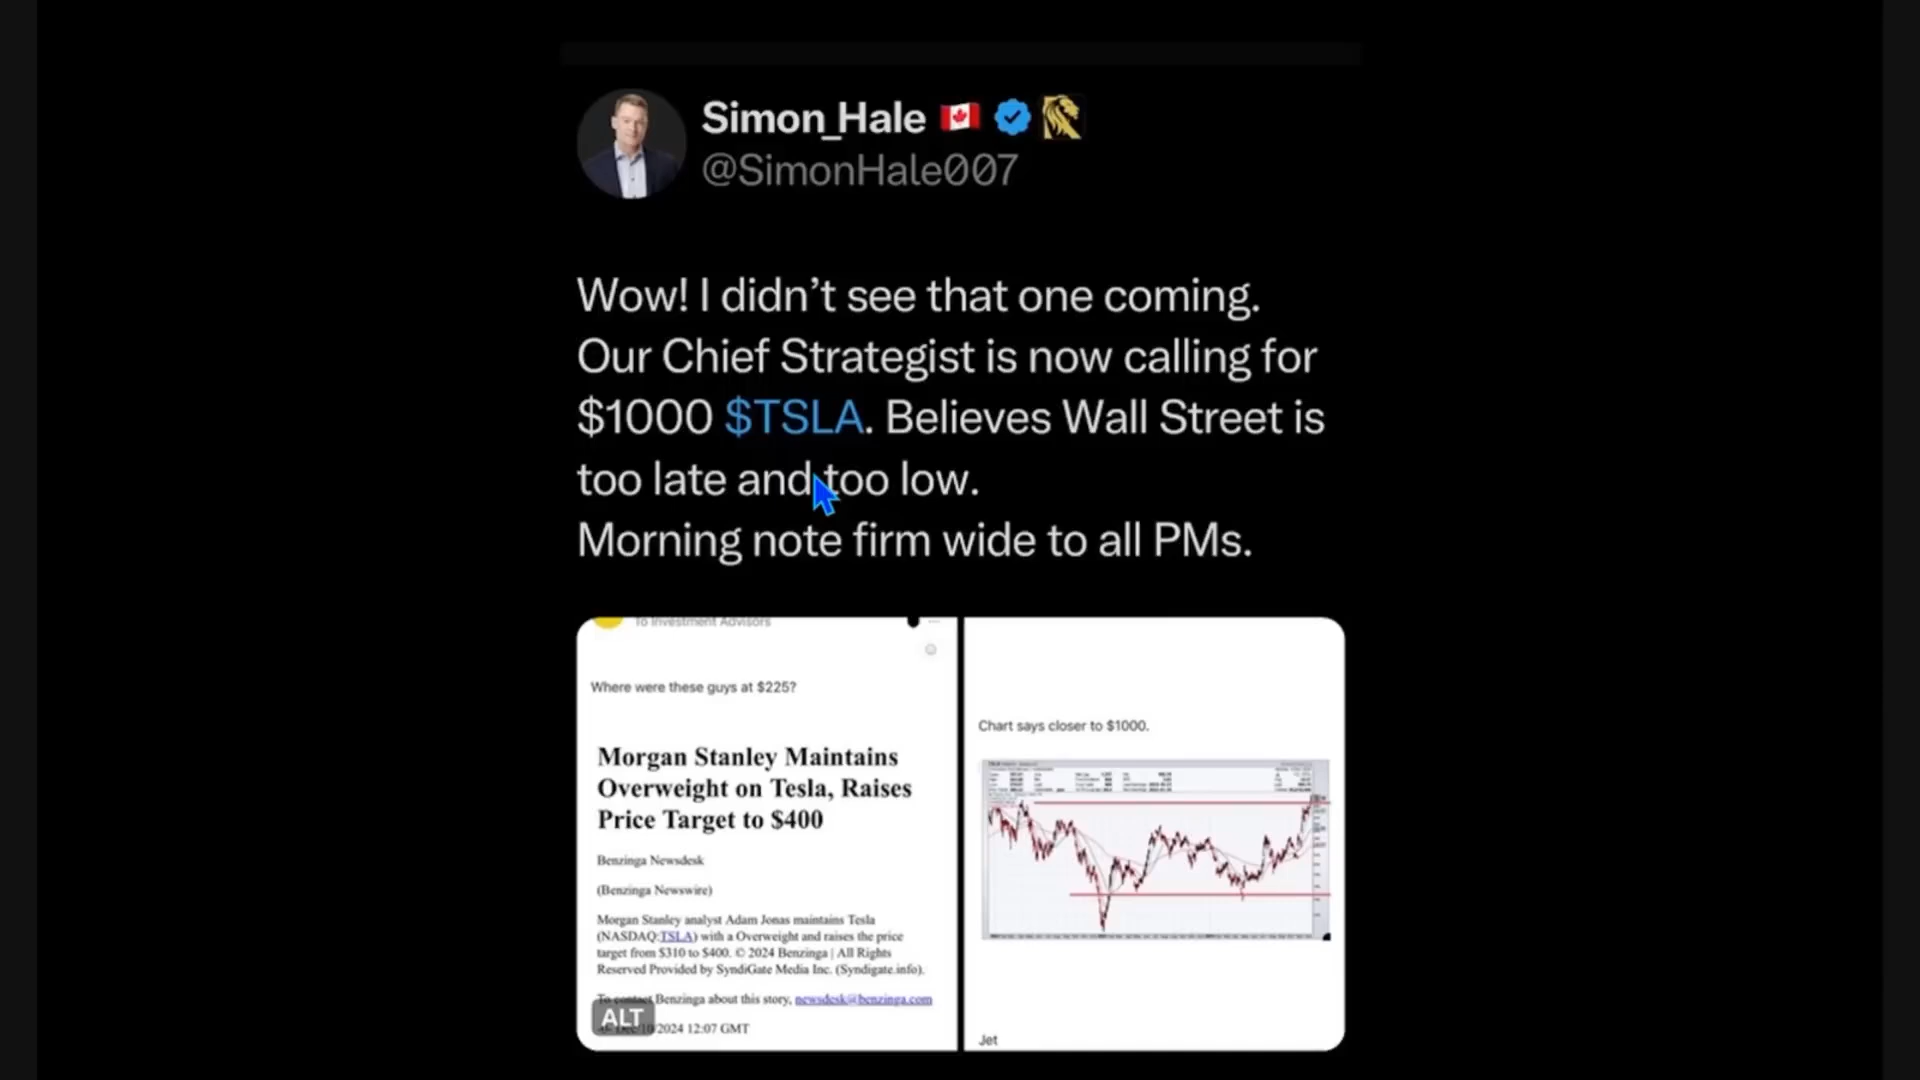 Simon_Hale
@SimonHale007
Wow! I didn't see that one coming.
Our Chief Strategist is now calling for
$1000 $TSLA. Believes Wall Street is
too late and too low.
Morning note firm wide to all PMs.
To Investment Advisors
Where were these guys at $225?
Morgan Stanley Maintains
Overweight on Tesla, Raises
Price Target to $400
Benzinga Newsdesk
(Benzinga Newswire)
Morgan Stanley analyst Adam Jonas maintains Tesla
(NASDAQ:TSLA) with a Overweight and raises the price
target from $310 to $400. © 2024 Benzinga | All Rights
Reserved Provided by SyndiGate Media Inc. (Syndigate.info).
To contact Benzinga about this story, newsdesk@benzinga.com
ALT
Dec/10/2024 12:07 GMT
Chart says closer to $1000.
Jet